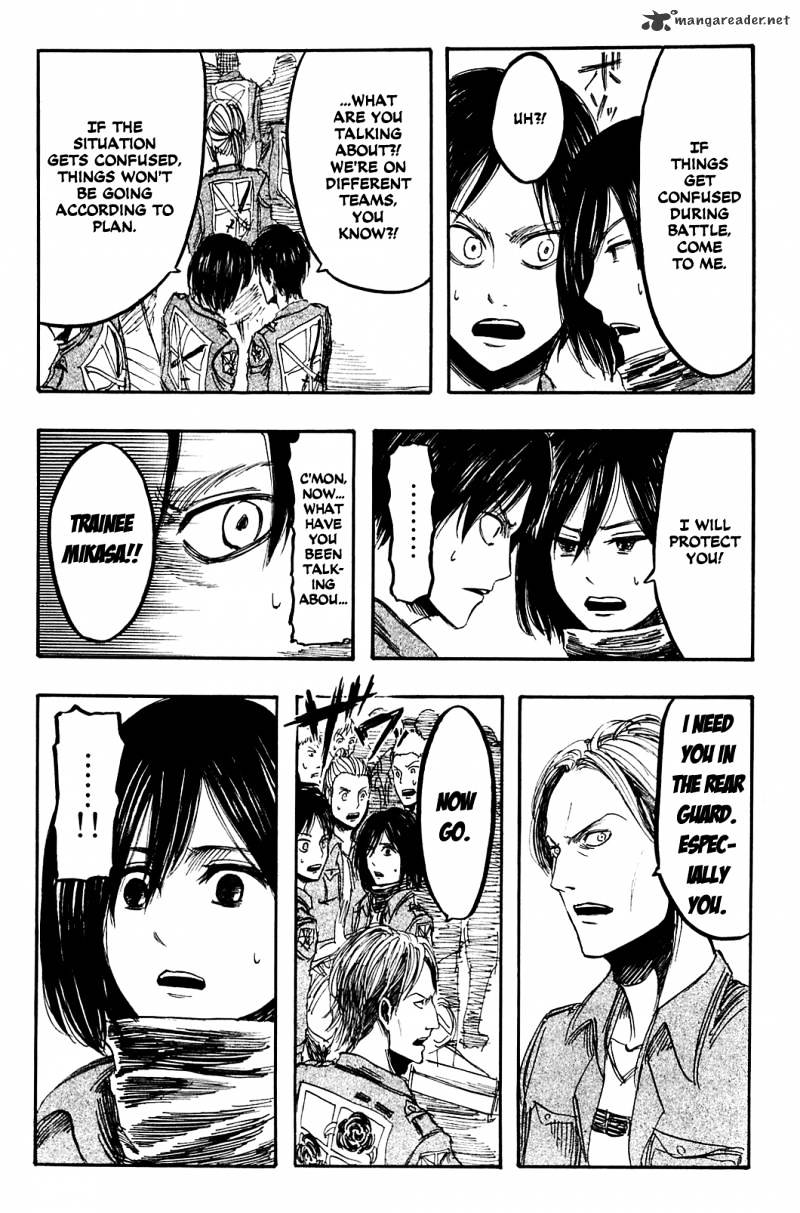 mangareader.net
IF
THINGS
GET
CONFUSED
DURING
BATTLE,
COME
TO ME.
UH?!
...WHAT
ARE YOU
TALKING
ABOUT?!
WE'RE ON
DIFFERENT
TEAMS,
YOU
KNOW?!
IF THE
SITUATION
GETS CONFUSED,
THINGS WON'T
BE GOING
ACCORDING TO
PLAN.
I WILL
PROTECT
YOU!
........
C'MON,
NOW...
WHAT
HAVE
YOU
BEEN
TALK-
ING
ABOU...
TRAINEE
MIKASA!!
I NEED
YOU IN
THE REAR
GUARD.
ESPEC-
IALLY
YOU.
NOW
GO.
......!!